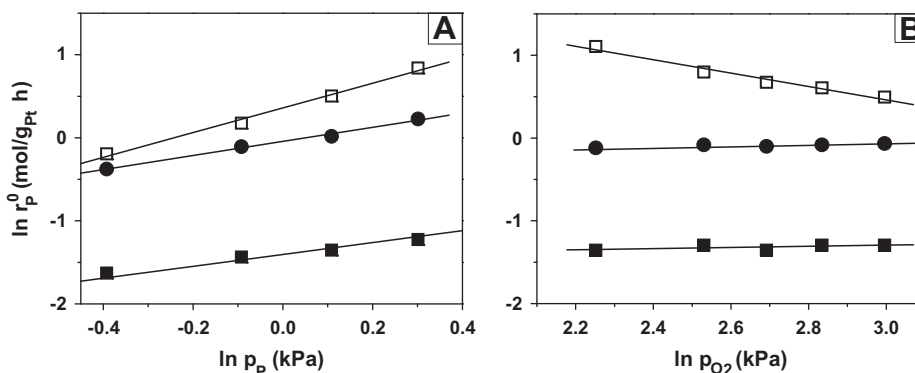 A
B
1
0
-1
-2
1
0
-1
-2
ln r_P^0 (mol/g_Pt h)
-0.4 -0.2 0.0 0.2 0.4
2.2 2.4 2.6 2.8 3.0
ln p_P (kPa)
ln p_O2 (kPa)